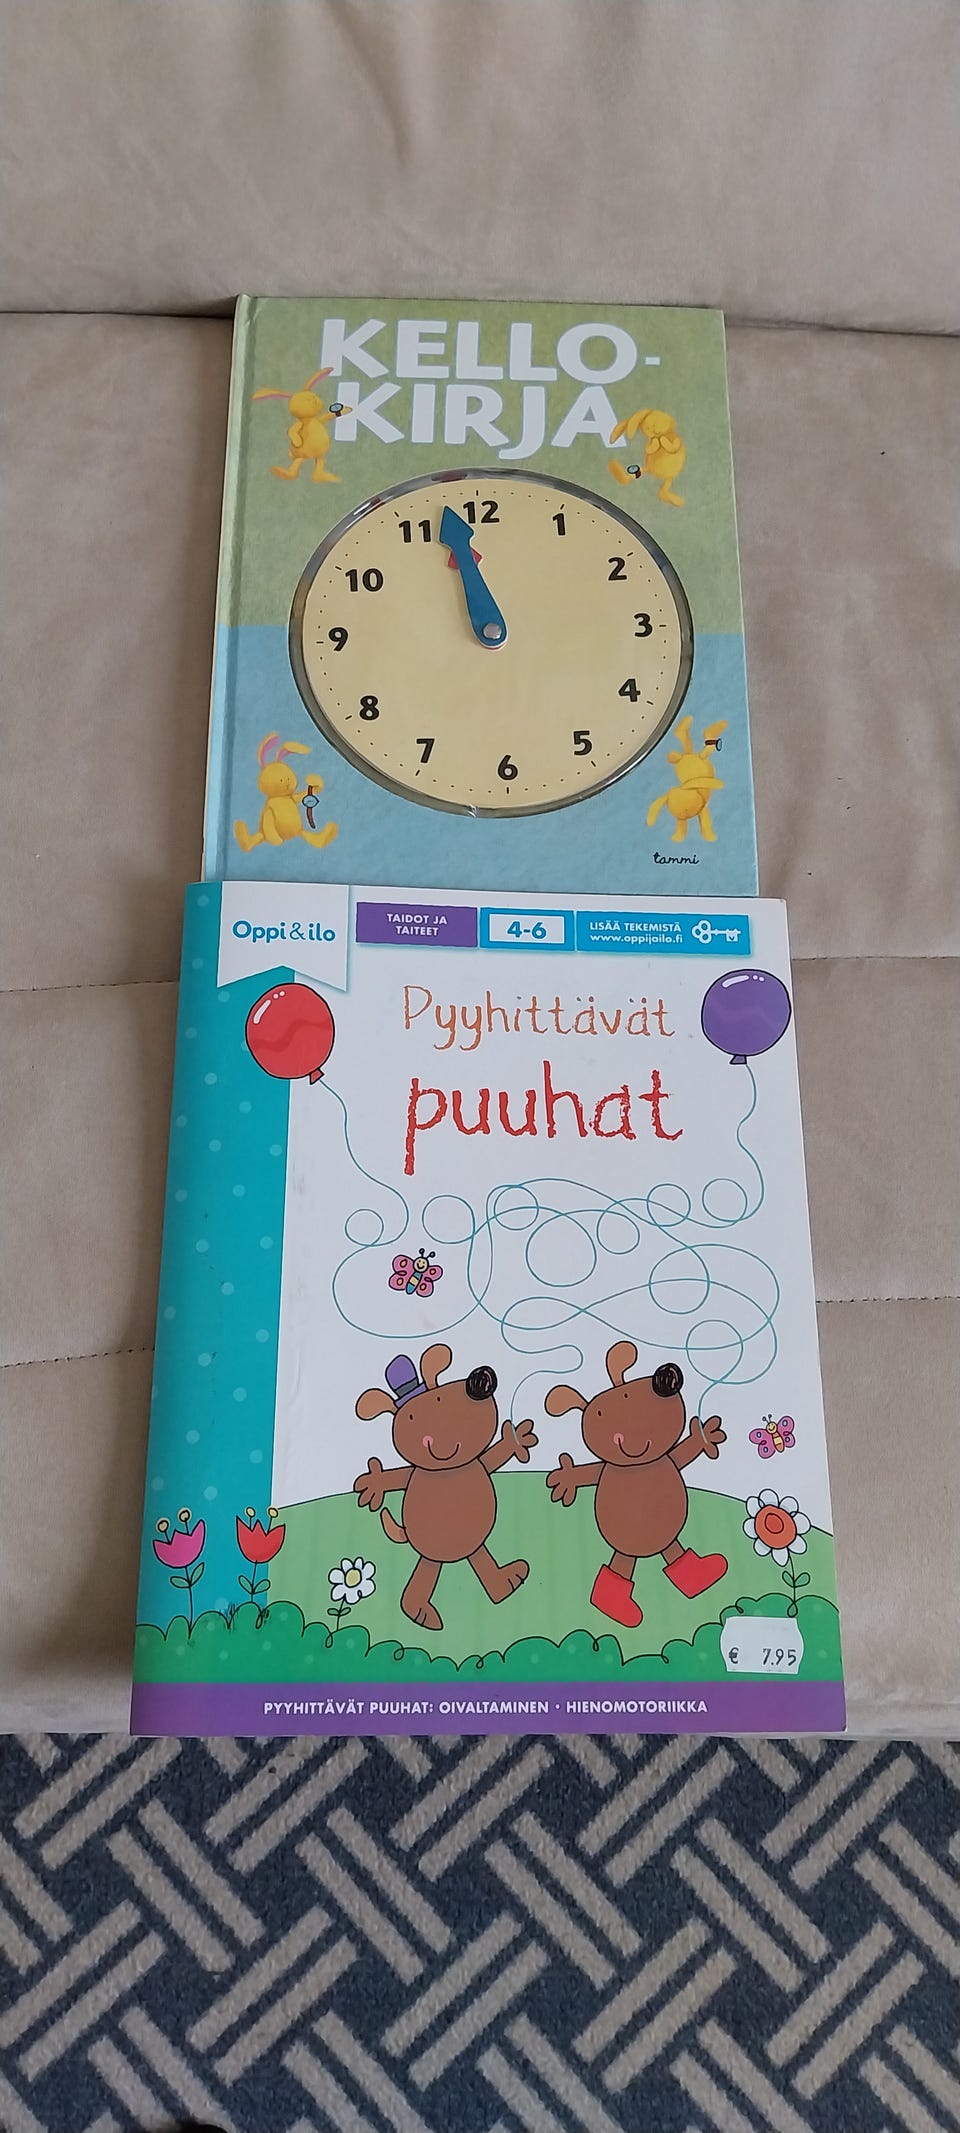 KELLO-
KIRJA
12
1
2
3
4
5
6
7
8
9
10
11
tammi
Oppi&ilo
TAIDOT JA
TAITEET
4-6
LISÄÄ TEKEMISTÄ
www.oppijailo.fi
Pyyhittävät
puuhat
€ 7.95
PYYHITTÄVÄT PUUHAT: OIVALTAMINEN • HIENOMOTORIIKKA